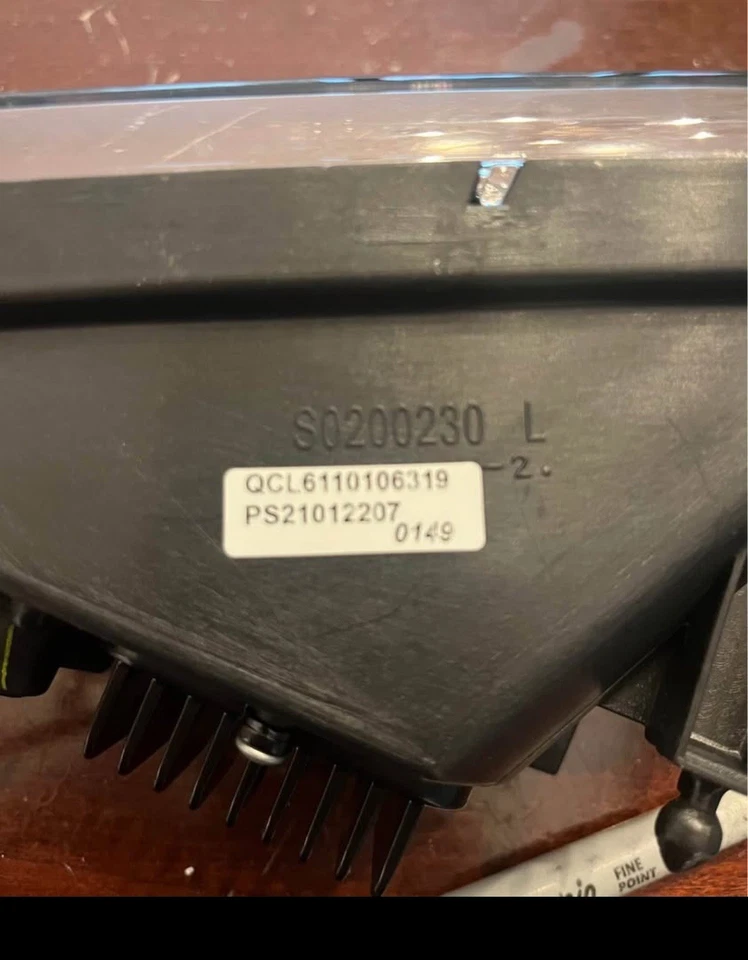 S0200230 L
-2.
QCL6110106319
PS21012207
0149
FINE
POINT